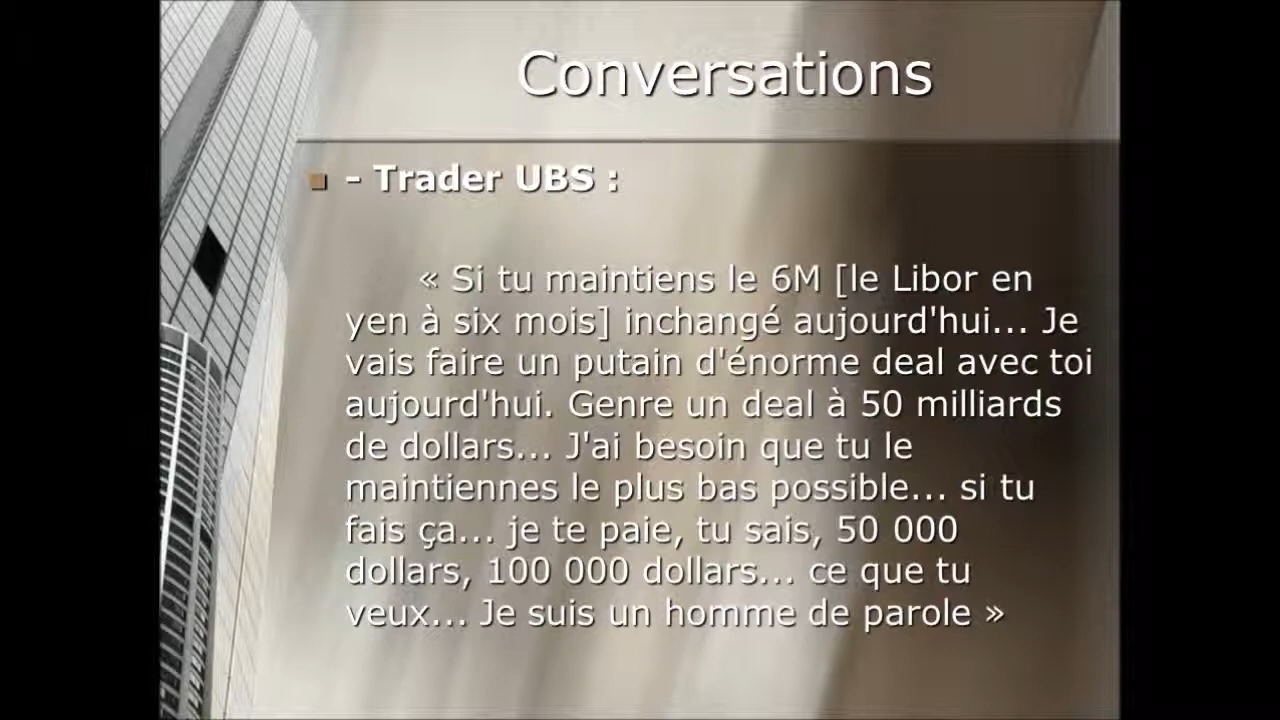 Conversations
- Trader UBS :
« Si tu maintiens le 6M [le Libor en
yen à six mois] inchangé aujourd'hui... Je
vais faire un putain d'énorme deal avec toi
aujourd'hui. Genre un deal à 50 milliards
de dollars... J'ai besoin que tu le
maintiennes le plus bas possible... si tu
fais ça... je te paie, tu sais, 50 000
dollars, 100 000 dollars... ce que tu
veux... Je suis un homme de parole »